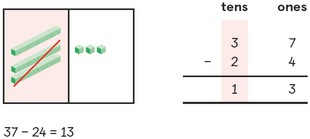 tens ones
3 7
− 2 4
1 3
37 − 24 = 13